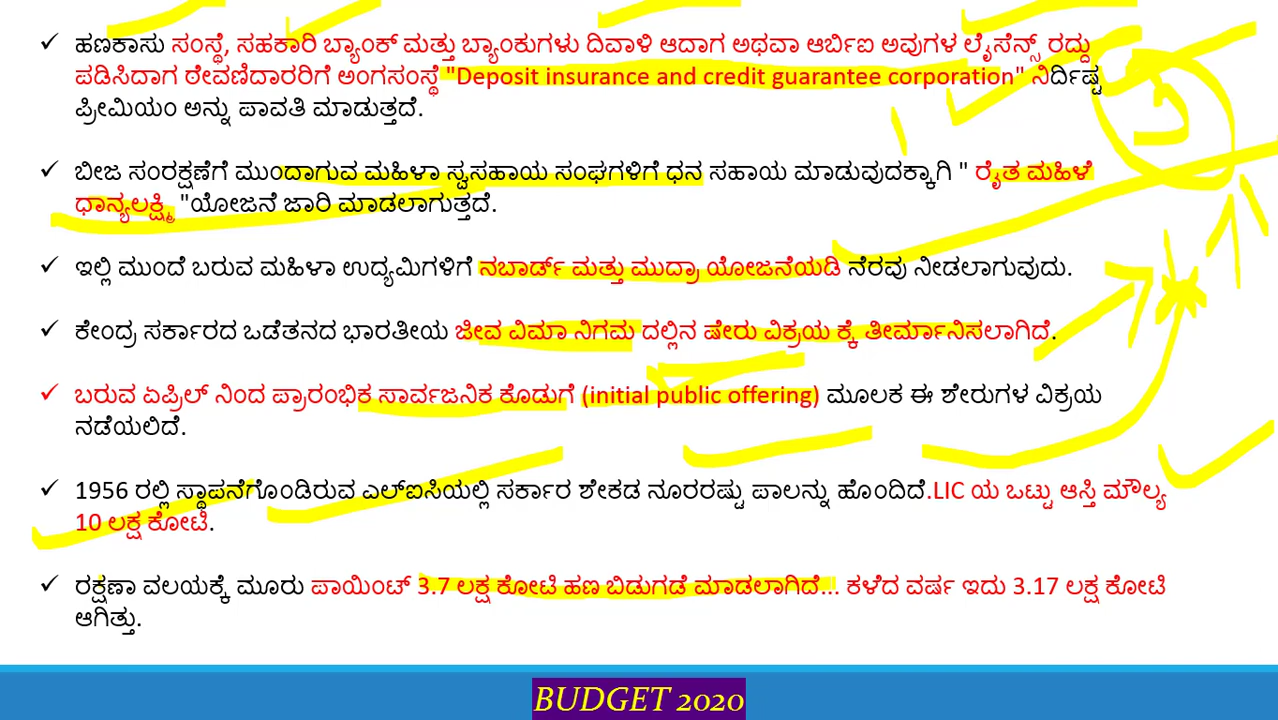 ಹಣಕಾಸು ಸಂಸ್ಥೆ, ಸಹಕಾರಿ ಬ್ಯಾಂಕ್ ಮತ್ತು ಬ್ಯಾಂಕುಗಳು ದಿವಾಳಿ ಆದಾಗ ಅಥವಾ ಆರ್ಬಿಐ ಅವುಗಳ ಲೈಸೆನ್ಸ್ ರದ್ದು
ಪಡಿಸಿದಾಗ ಠೇವಣಿದಾರರಿಗೆ ಅಂಗಸಂಸ್ಥೆ "Deposit insurance and credit guarantee corporation" ನಿರ್ದಿಷ್ಟ
ಪ್ರೀಮಿಯಂ ಅನ್ನು ಪಾವತಿ ಮಾಡುತ್ತದೆ.
ಬೀಜ ಸಂರಕ್ಷಣೆಗೆ ಮುಂದಾಗುವ ಮಹಿಳಾ ಸ್ವಸಹಾಯ ಸಂಘಗಳಿಗೆ ಧನ ಸಹಾಯ ಮಾಡುವುದಕ್ಕಾಗಿ " ರೈತ ಮಹಿಳೆ
ಧಾನ್ಯಲಕ್ಷ್ಮಿ "ಯೋಜನೆ ಜಾರಿ ಮಾಡಲಾಗುತ್ತದೆ.
ಇಲ್ಲಿ ಮುಂದೆ ಬರುವ ಮಹಿಳಾ ಉದ್ಯಮಿಗಳಿಗೆ ನಬಾರ್ಡ್ ಮತ್ತು ಮುದ್ರಾ ಯೋಜನೆಯಡಿ ನೆರವು ನೀಡಲಾಗುವುದು.
ಕೇಂದ್ರ ಸರ್ಕಾರದ ಒಡೆತನದ ಭಾರತೀಯ ಜೀವ ವಿಮಾ ನಿಗಮ ದಲ್ಲಿನ ಷೇರು ವಿಕ್ರಯ ಕ್ಕೆ ತೀರ್ಮಾನಿಸಲಾಗಿದೆ.
ಬರುವ ಏಪ್ರಿಲ್ ನಿಂದ ಪ್ರಾರಂಭಿಕ ಸಾರ್ವಜನಿಕ ಕೊಡುಗೆ (initial public offering) ಮೂಲಕ ಈ ಶೇರುಗಳ ವಿಕ್ರಯ
ನಡೆಯಲಿದೆ.
1956 ರಲ್ಲಿ ಸ್ಥಾಪನೆಗೊಂಡಿರುವ ಎಲ್ಐಸಿಯಲ್ಲಿ ಸರ್ಕಾರ ಶೇಕಡ ನೂರರಷ್ಟು ಪಾಲನ್ನು ಹೊಂದಿದೆ.LIC ಯ ಒಟ್ಟು ಆಸ್ತಿ ಮೌಲ್ಯ
10 ಲಕ್ಷ ಕೋಟಿ.
ರಕ್ಷಣಾ ವಲಯಕ್ಕೆ ಮೂರು ಪಾಯಿಂಟ್ 3.7 ಲಕ್ಷ ಕೋಟಿ ಹಣ ಬಿಡುಗಡೆ ಮಾಡಲಾಗಿದೆ... ಕಳೆದ ವರ್ಷ ಇದು 3.17 ಲಕ್ಷ ಕೋಟಿ
ಆಗಿತ್ತು.
BUDGET 2020